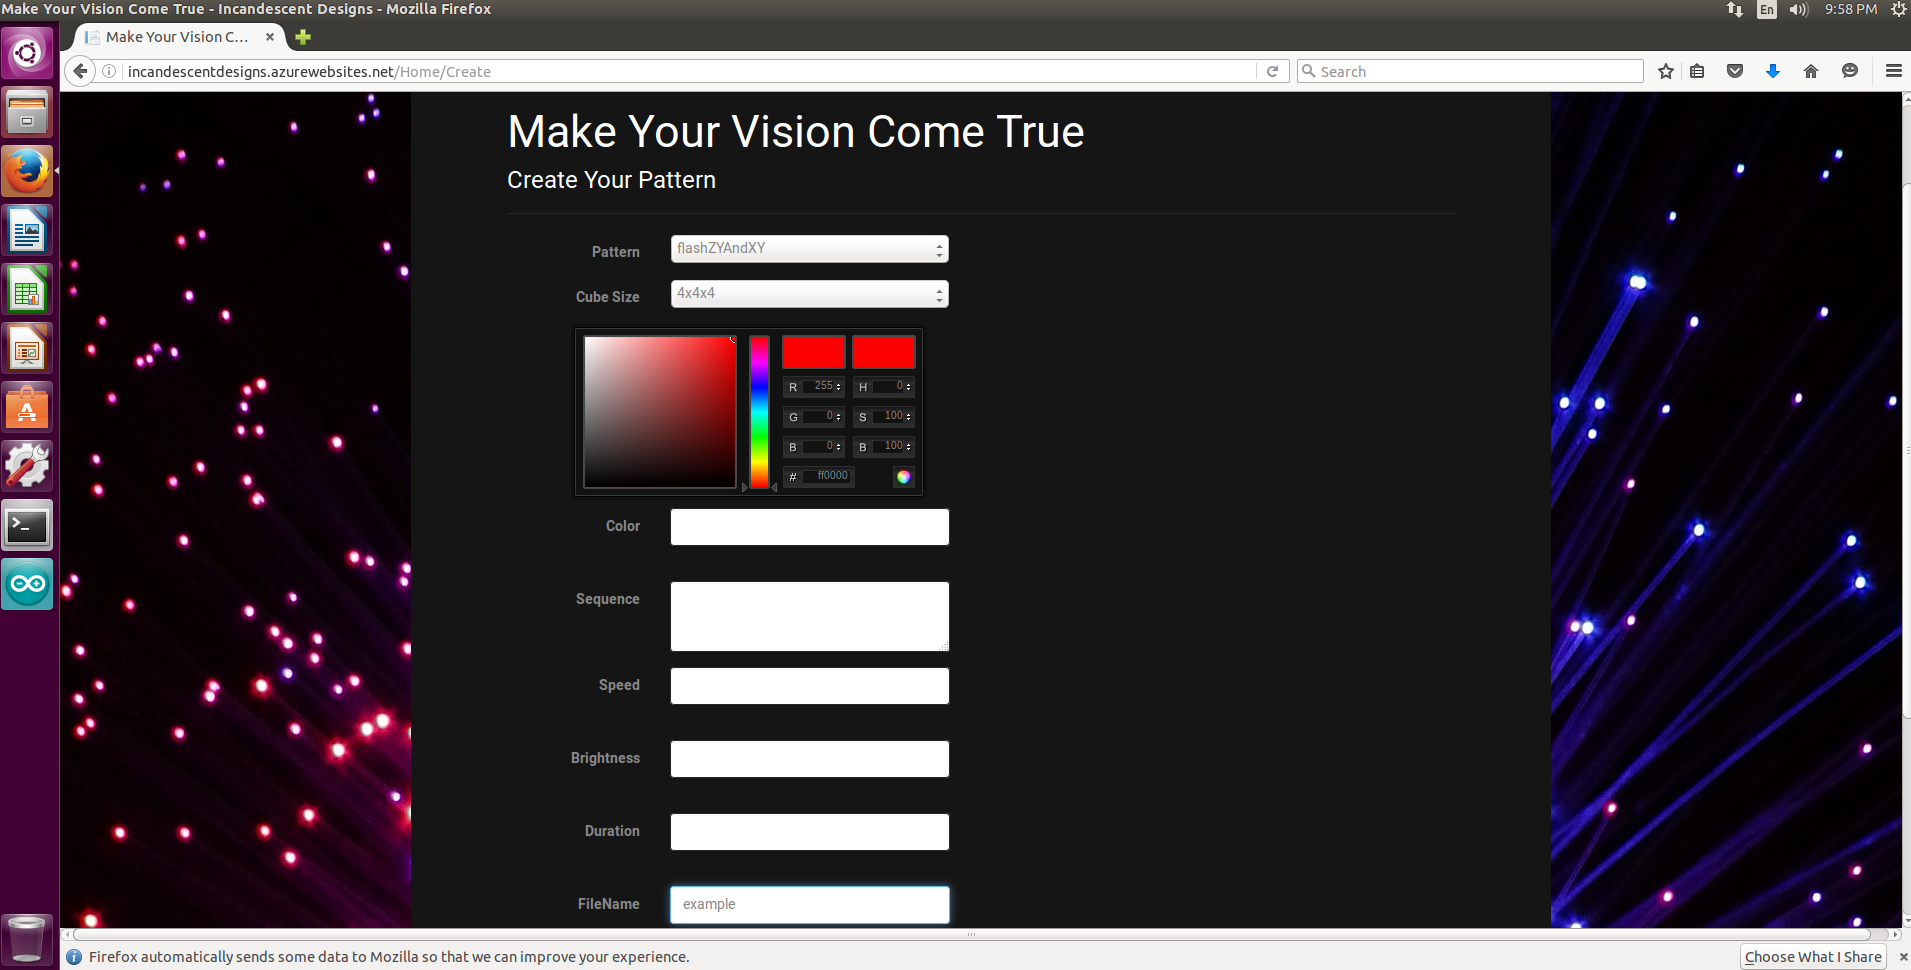 Make Your Vision Come True - Incandescent Designs - Mozilla Firefox
En
9:58 PM
Make Your Vision C...
incandescentdesigns.azurewebsites.net/Home/Create
Search
Make Your Vision Come True
Create Your Pattern
Pattern
flashZYAndXY
Cube Size
4x4x4
R 255 H 0
G 0 S 100
B 0 B 100
# ff0000
Color
Sequence
Speed
Brightness
Duration
FileName
example
Firefox automatically sends some data to Mozilla so that we can improve your experience.
Choose What I Share